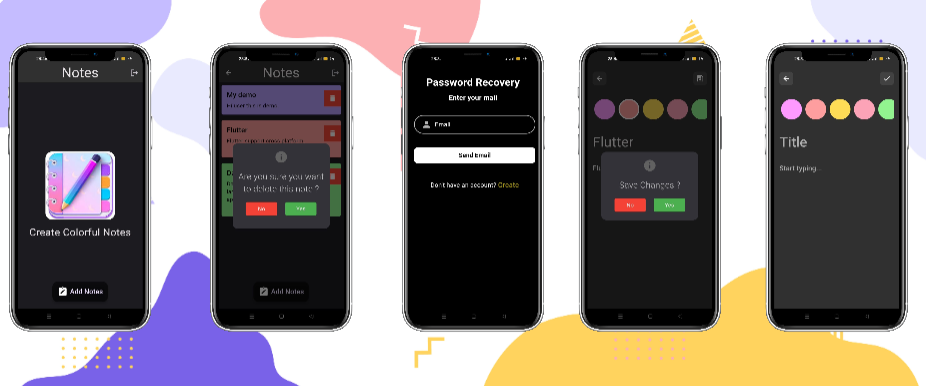 Notes
Create Colorful Notes
Add Notes
Notes
My demo
Flutter
Are you sure you want
to delete this note ?
No
Yes
Add Notes
Password Recovery
Enter your mail
Email
Send Email
Don't have an account? Create
Flutter
Save Changes ?
No
Yes
Title
Start typing...